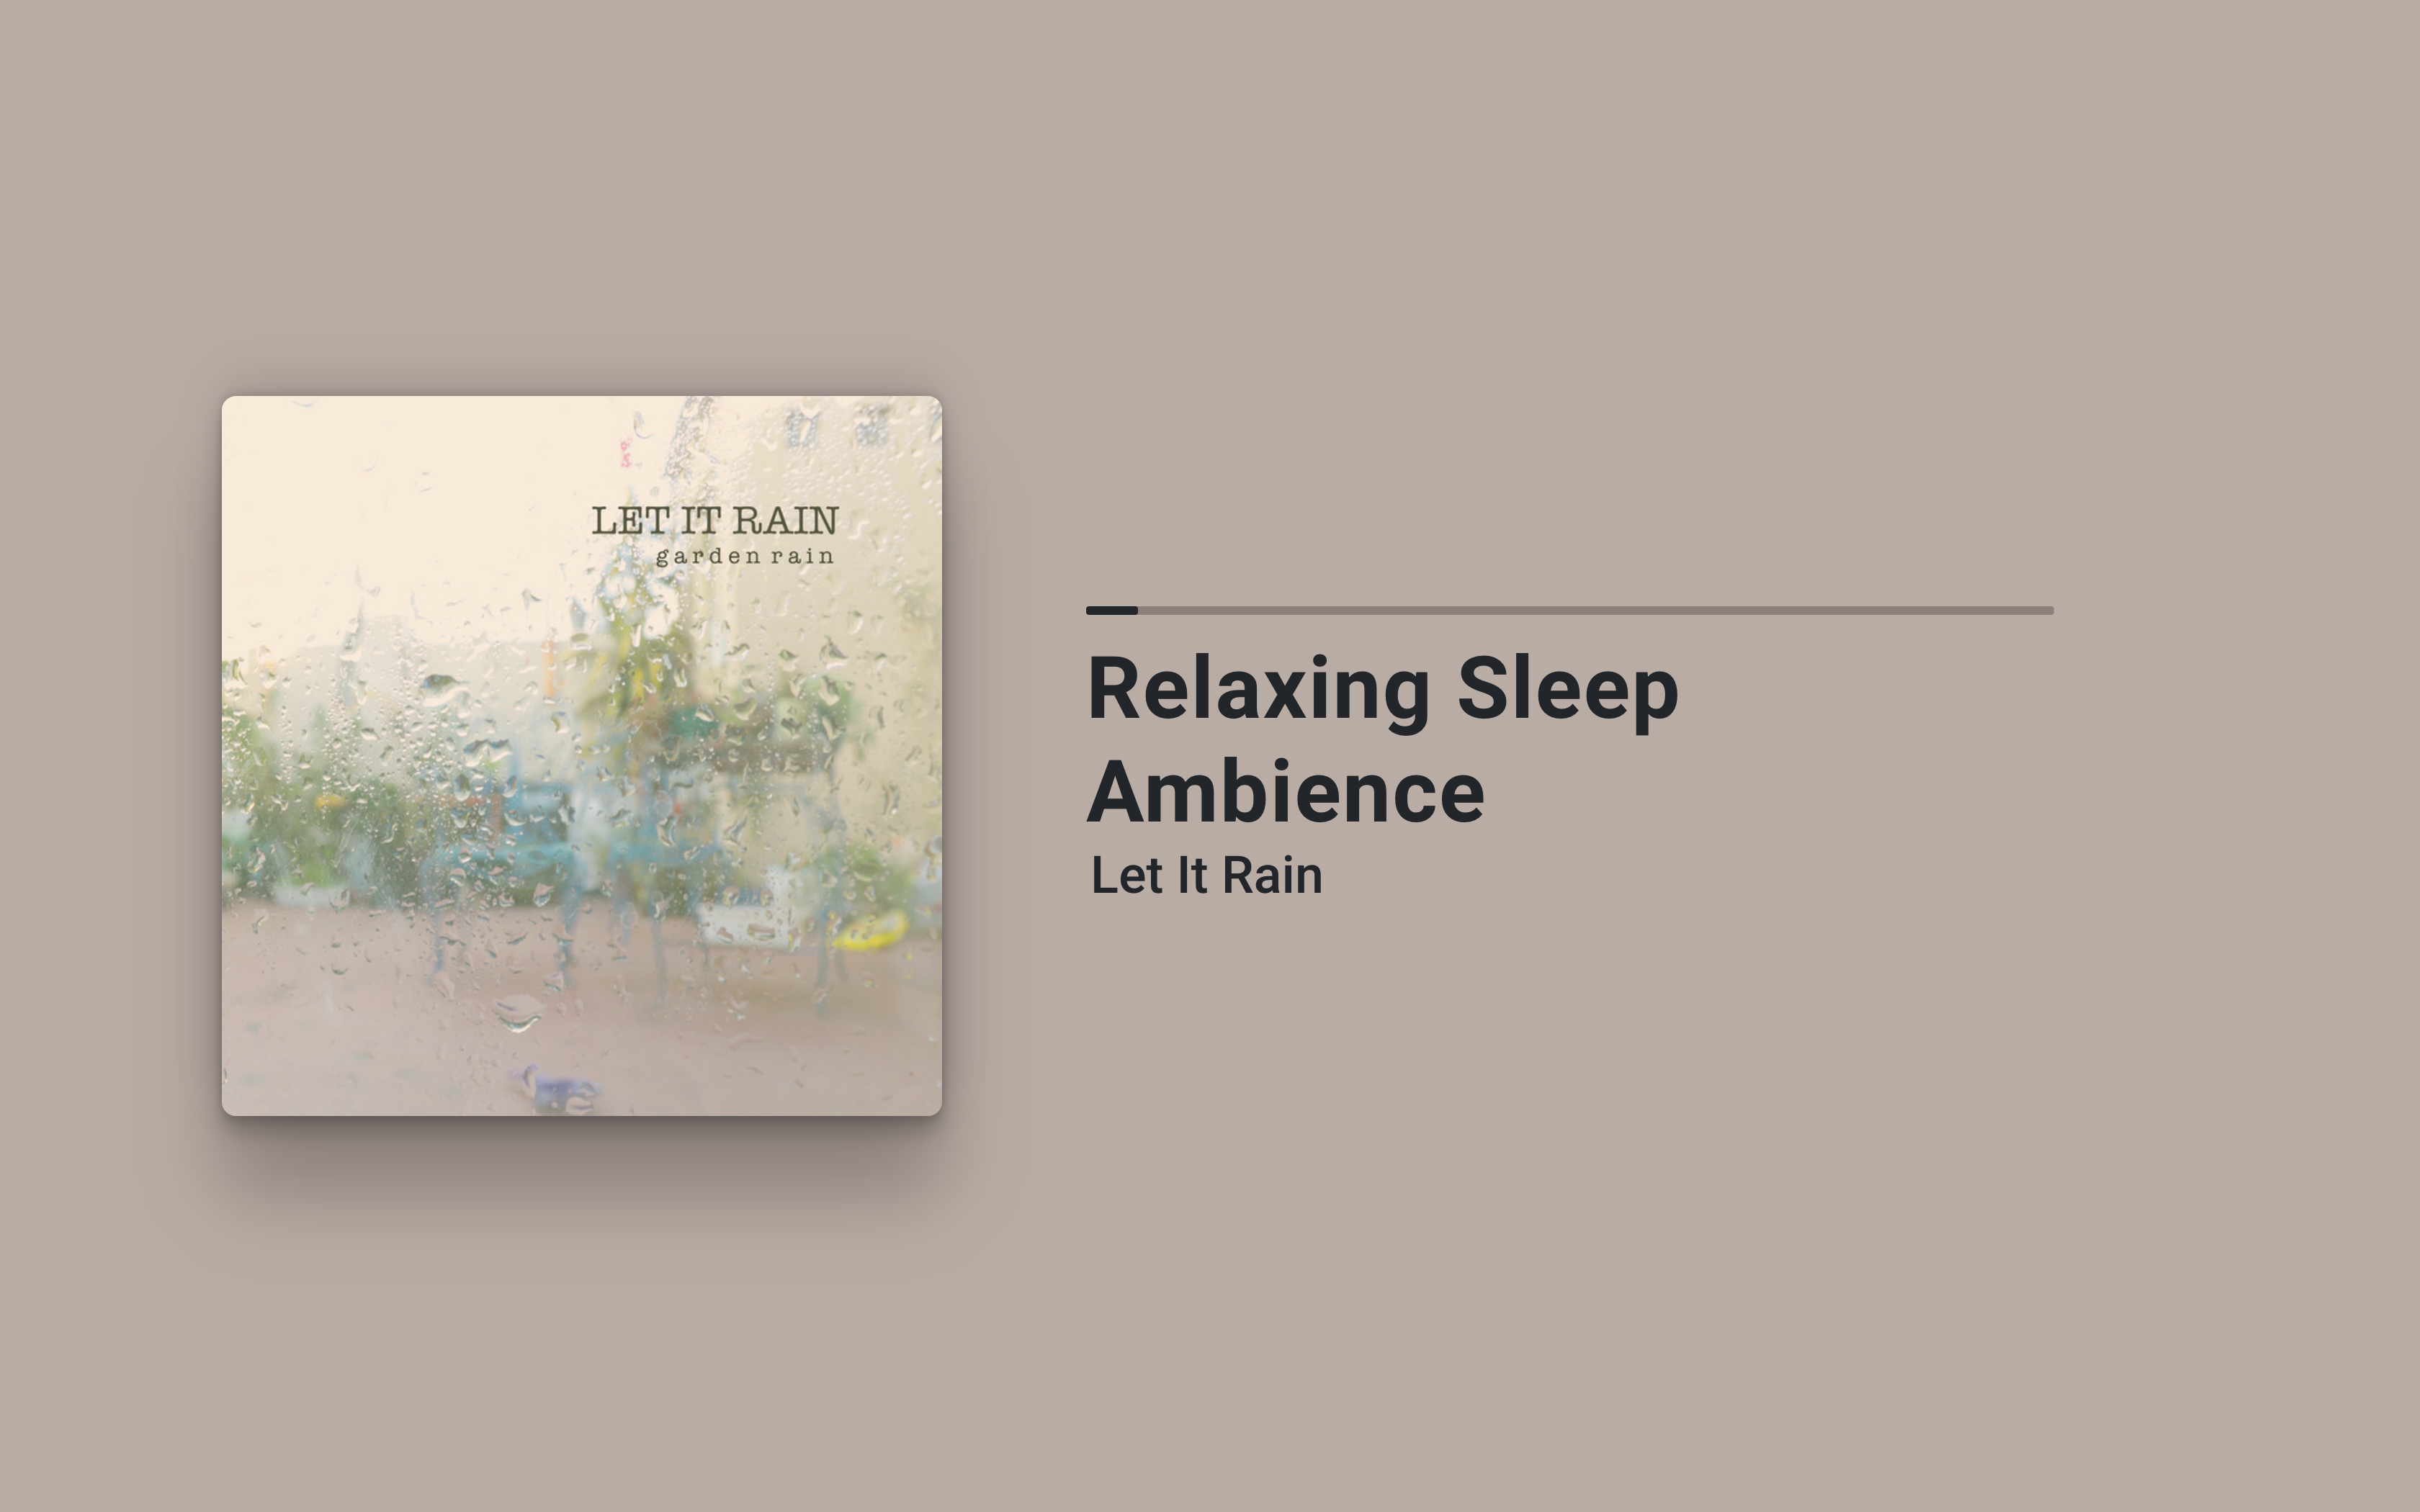 LET IT RAIN
garden rain
Relaxing Sleep
Ambience
Let It Rain